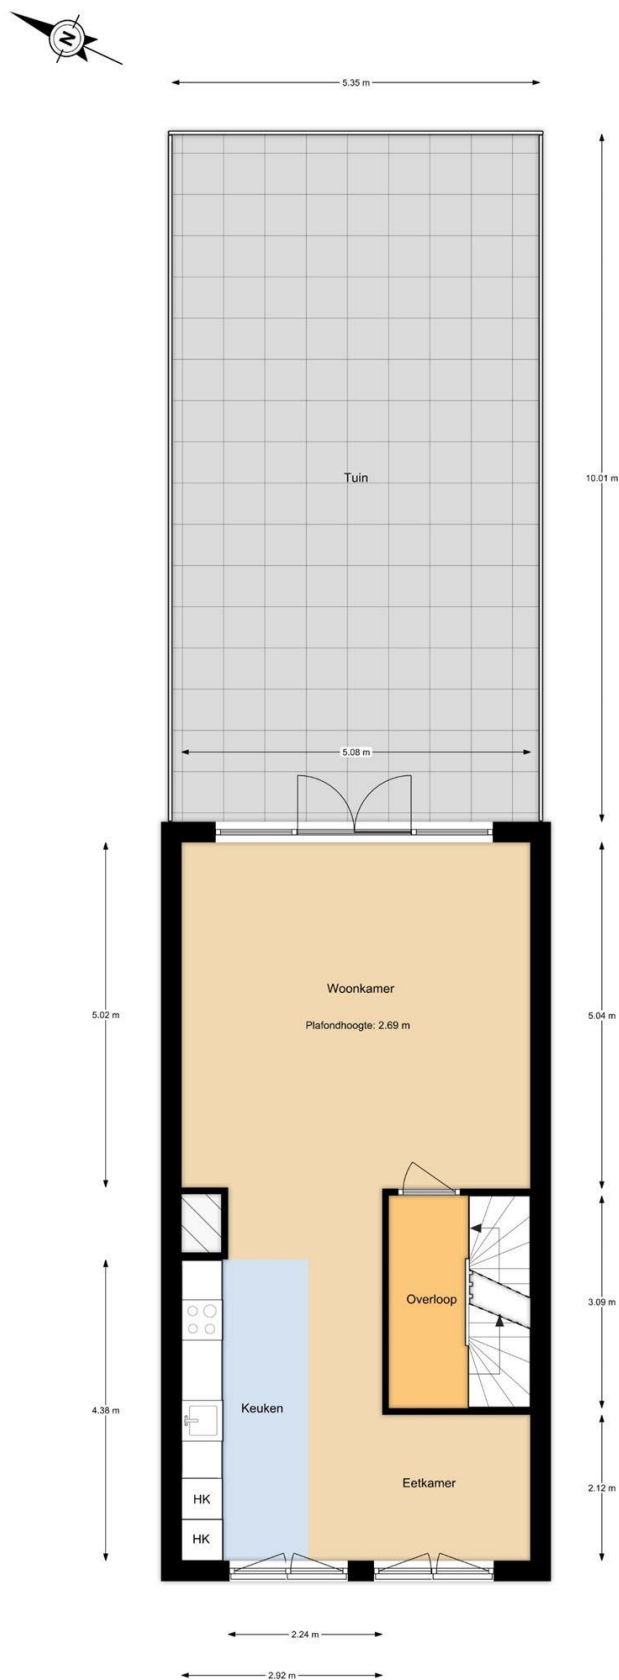 N
5.35 m
Tuin
10.01 m
5.08 m
Woonkamer
5.02 m
5.04 m
Plafondhoogte: 2.69 m
Overloop
3.09 m
Keuken
4.38 m
Eetkamer
2.12 m
HK
HK
2.24 m
2.92 m